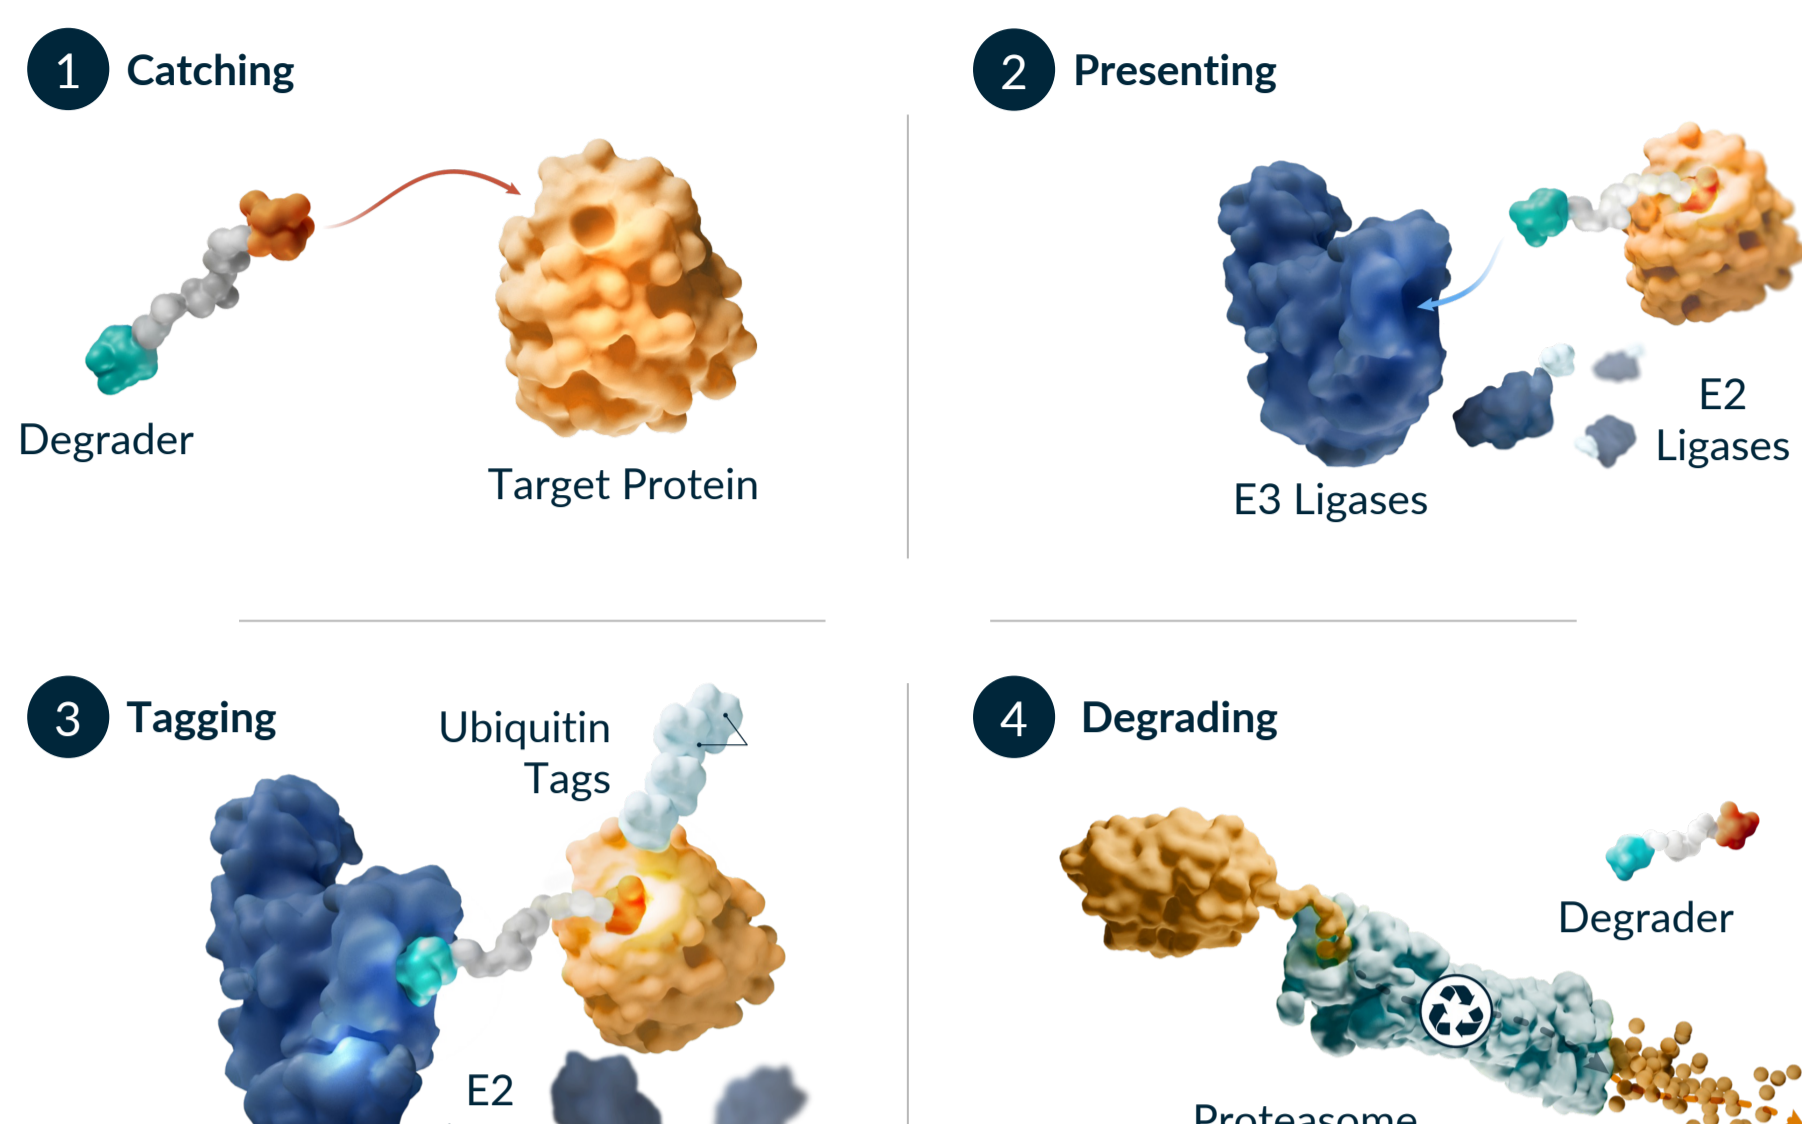 1 Catching
Degrader
Target Protein
2 Presenting
E3 Ligases
E2
Ligases
3 Tagging
Ubiquitin
Tags
E2
4 Degrading
Degrader
Proteasome